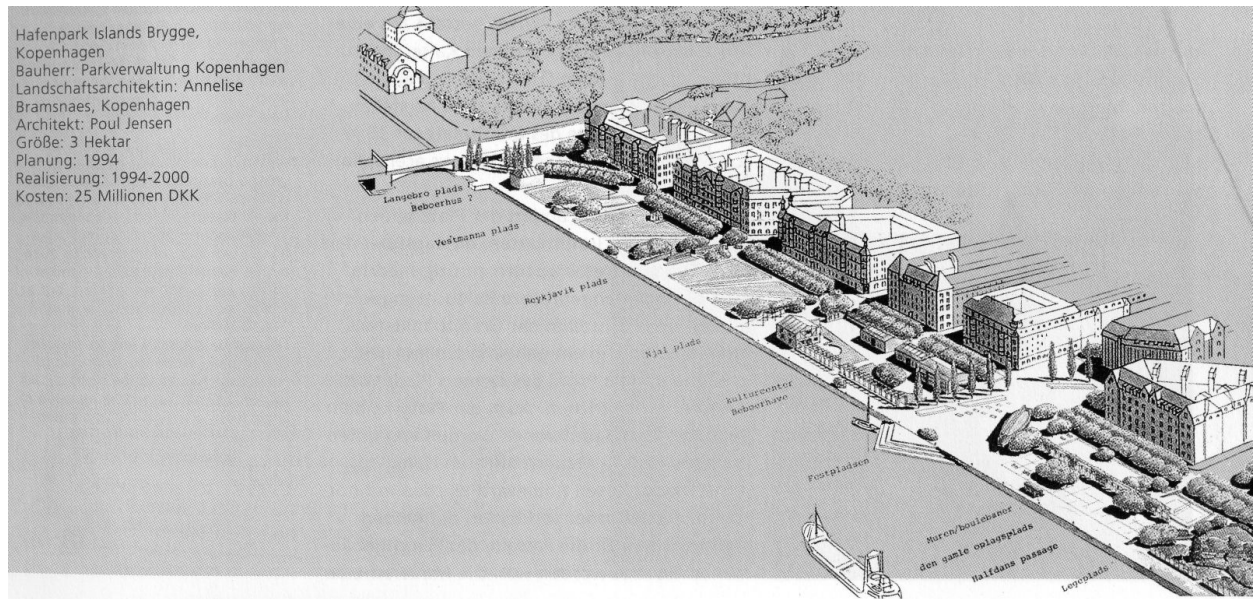 Hafenpark Islands Brygge,
Kopenhagen
Bauherr: Parkverwaltung Kopenhagen
Landschaftsarchitektin: Annelise
Bramsnaes, Kopenhagen
Architekt: Poul Jensen
Größe: 3 Hektar
Planung: 1994
Realisierung: 1994-2000
Kosten: 25 Millionen DKK
Langebro plads
Beboerhus ?
Vestmanna plads
Reykjavik plads
Njal plads
kulturcenter
Beboerhave
Festpladsen
Muren/boulebaner
den gamle oplagsplads
Halfdans passage
Legeplads